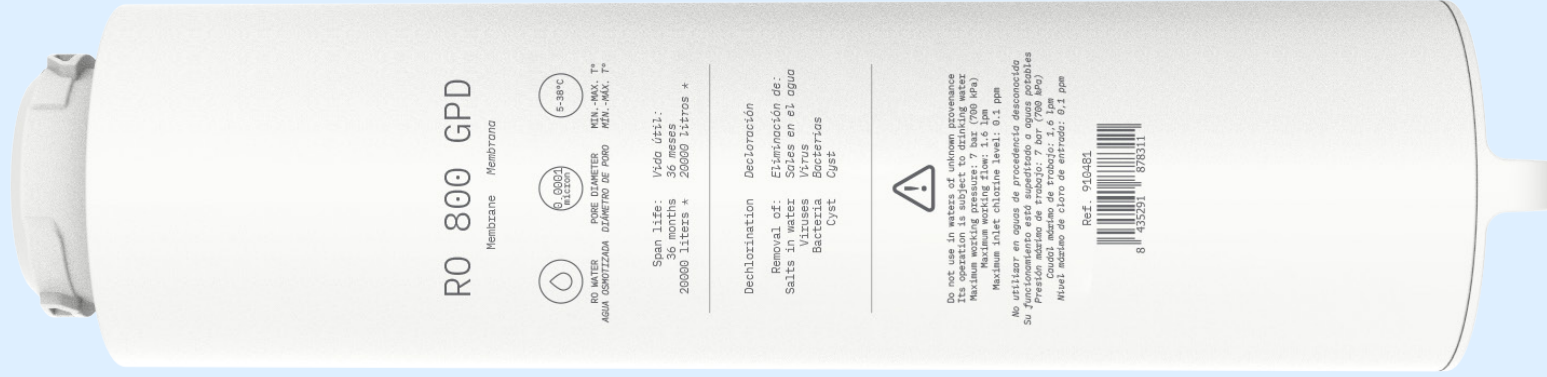 RO 800 GPD
Membrane Membrana
0,0001
micron
5-38ºC
RO WATER PORE DIAMETER MIN.-MAX. Tª
AGUA OSMOTIZADA DIÁMETRO DE PORO MÍN.-MÁX. Tª
Span life: Vida útil:
36 months 36 meses
20000 liters * 20000 litros *
Dechlorination Decloración
Removal of: Eliminación de:
Salts in water Sales en el agua
Viruses Virus
Bacteria Bacterias
Cyst Cyst
Do not use in waters of unknown provenance
Its operation is subject to drinking water
Maximum working pressure: 7 bar (700 kPa)
Maximum working flow: 1.6 lpm
Maximum inlet chlorine level: 0.1 ppm
No utilizar en aguas de procedencia desconocida
Su funcionamiento está supeditado a aguas potables
Presión máxima de trabajo: 7 bar (700 kPa)
Caudal máximo de trabajo: 1,6 lpm
Nivel máximo de cloro de entrada: 0,1 ppm
Ref. 910481
8 435291 878311